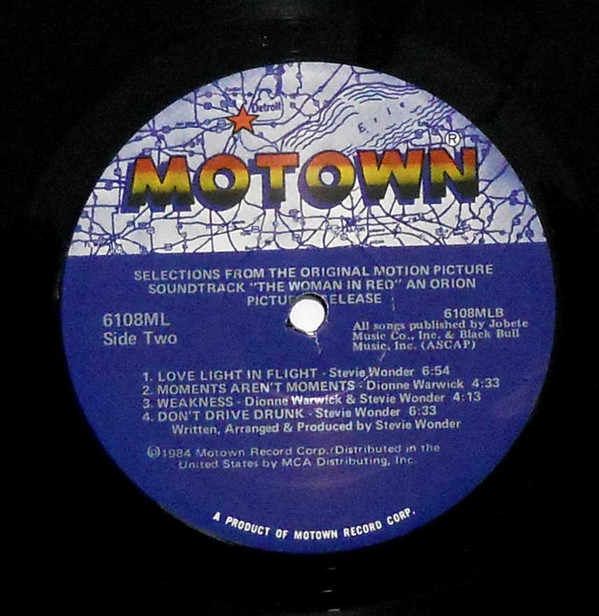 Detroit
Erie
MOTOWN®
SELECTIONS FROM THE ORIGINAL MOTION PICTURE
SOUNDTRACK "THE WOMAN IN RED" AN ORION
PICTURE RELEASE
6108ML
Side Two
6108MLB
All songs published by Jobete
Music Co., Inc. & Black Bull
Music, Inc. (ASCAP)
1. LOVE LIGHT IN FLIGHT - Stevie Wonder 6:54
2. MOMENTS AREN'T MOMENTS - Dionne Warwick 4:33
3. WEAKNESS - Dionne Warwick & Stevie Wonder 4:13
4. DON'T DRIVE DRUNK - Stevie Wonder 6:33
Written, Arranged & Produced by Stevie Wonder
℗1984 Motown Record Corp./Distributed in the
United States by MCA Distributing, Inc.
A PRODUCT OF MOTOWN RECORD CORP.